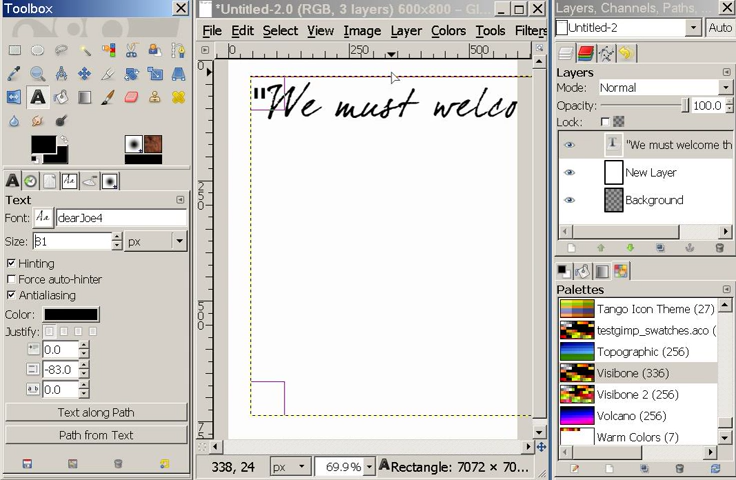 Toolbox
*Untitled-2.0 (RGB, 3 layers) 600x800 – GI...
Layers, Channels, Paths, ...
File Edit Select View Image Layer Colors Tools Filters
Untitled-2 Auto
0 250 500
0
250
500
75
"We must welco
Text
Font: dearJoe4
Size: 81 px
Hinting
Force auto-hinter
Antialiasing
Color:
Justify:
0.0
-83.0
0.0
Text along Path
Path from Text
338, 24 px 69.9% Rectangle: 7072 × 70...
Layers
Mode: Normal
Opacity: 100.0
Lock:
"We must welcome th
New Layer
Background
Palettes
Tango Icon Theme (27)
testgimp_swatches.aco (
Topographic (256)
Visibone (336)
Visibone 2 (256)
Volcano (256)
Warm Colors (7)